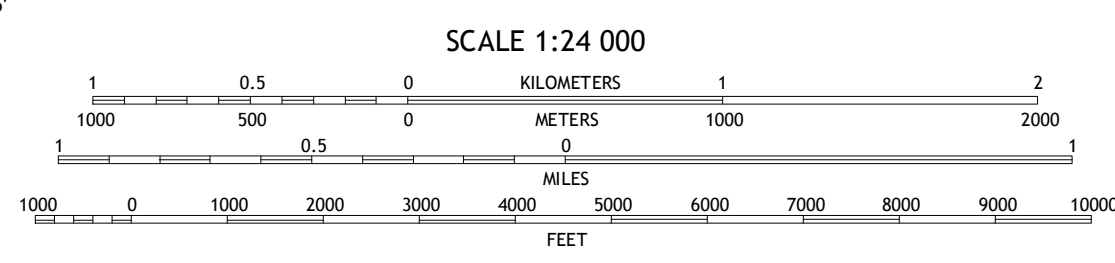 SCALE 1:24 000
1 0.5 0 KILOMETERS 1 2
1000 500 0 METERS 1000 2000
1 0.5 0 1
MILES
1000 0 1000 2000 3000 4000 5000 6000 7000 8000 9000 10000
FEET